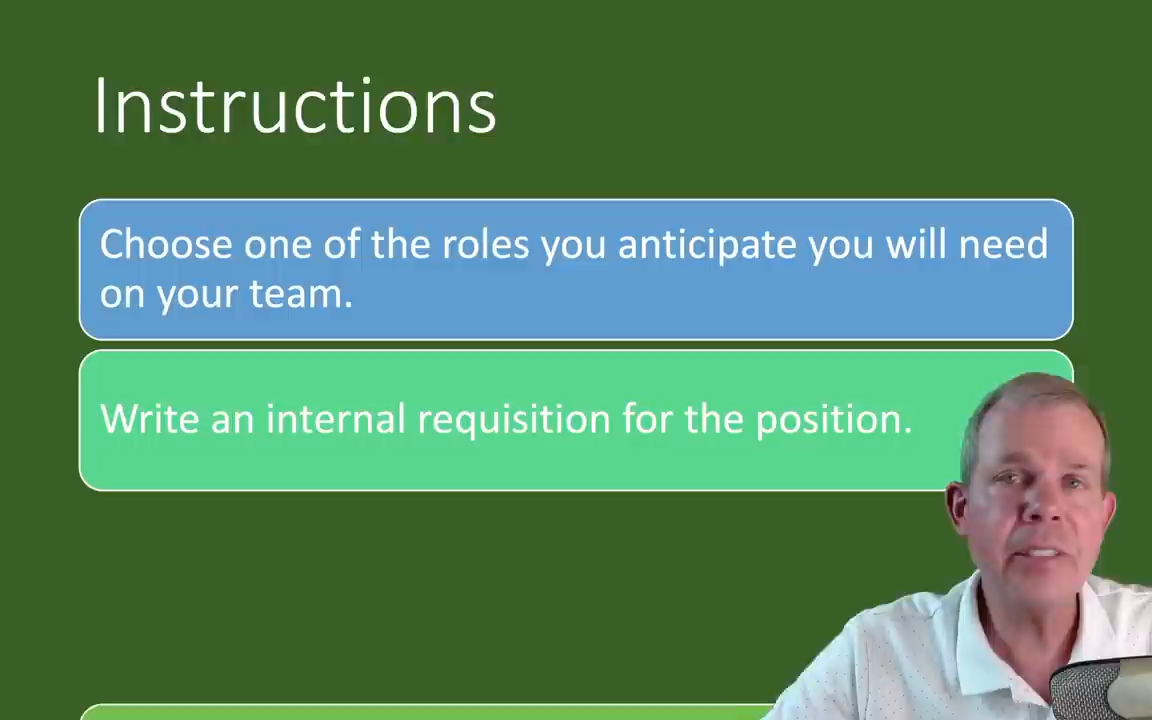 Instructions
Choose one of the roles you anticipate you will need
on your team.
Write an internal requisition for the position.